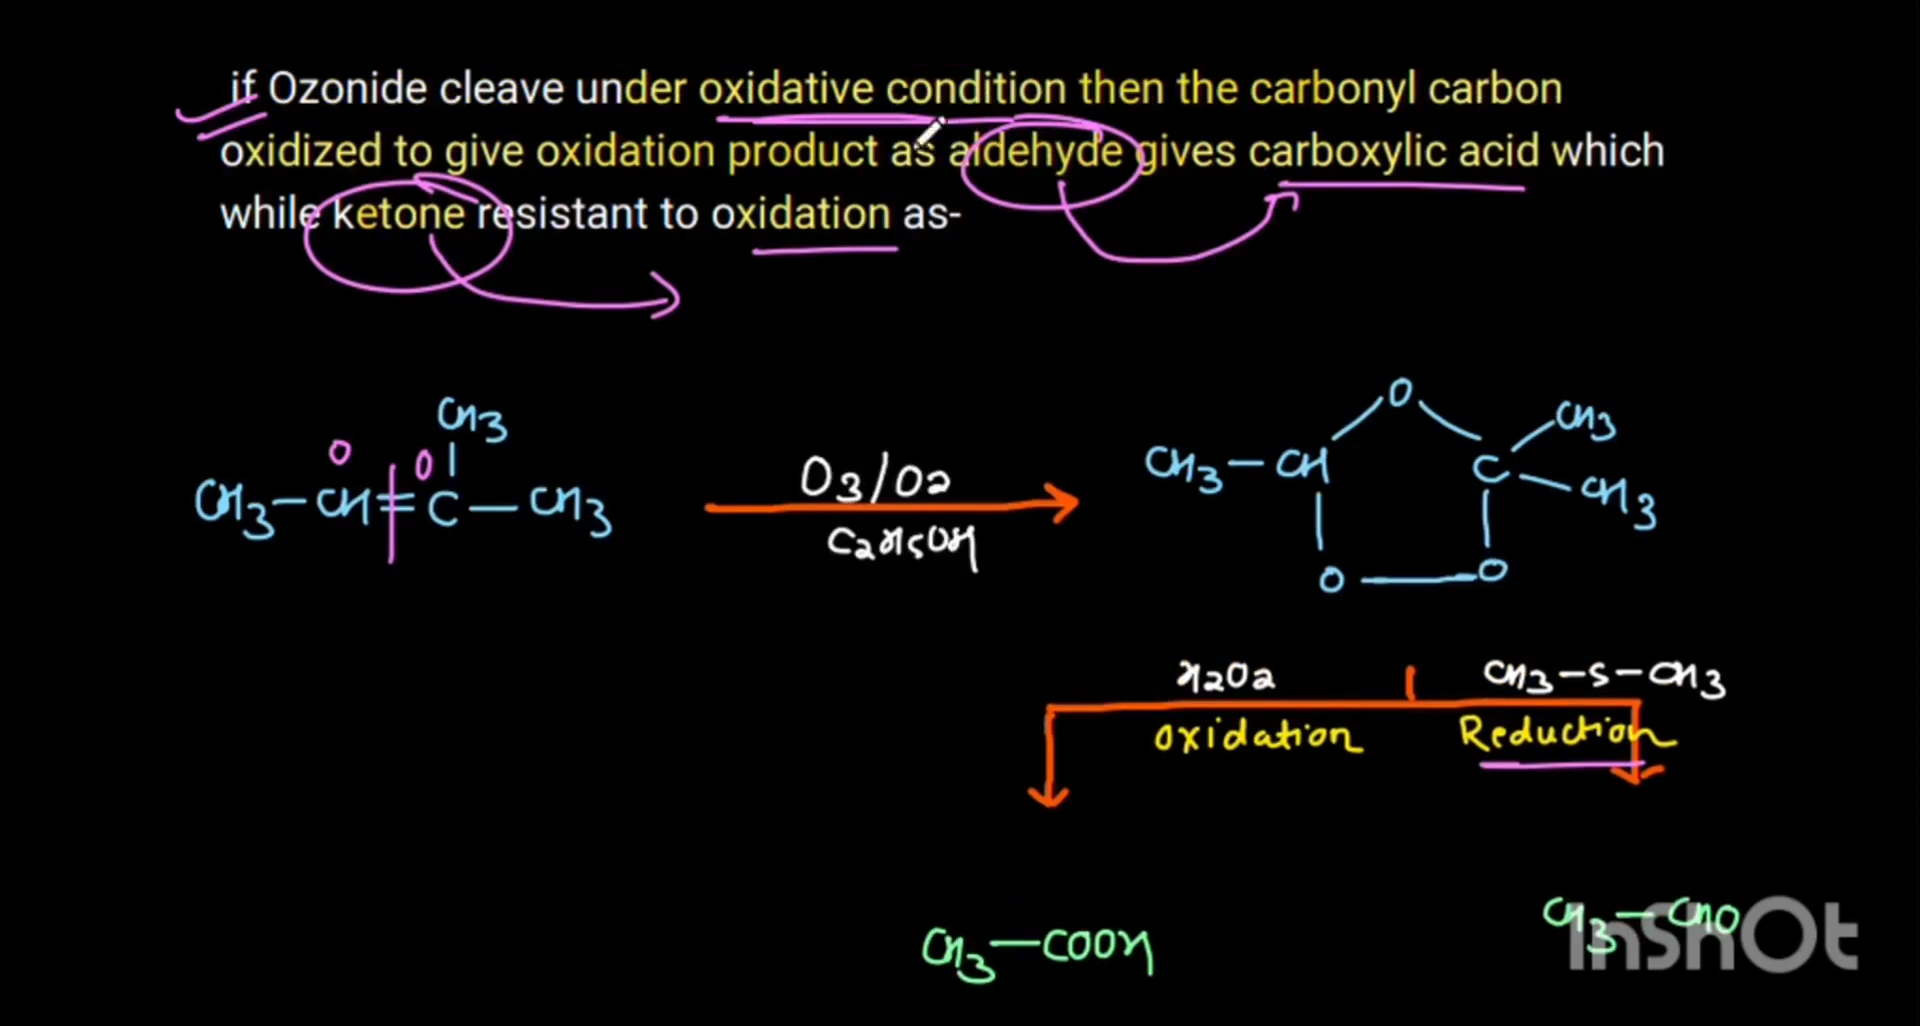 if Ozonide cleave under oxidative condition then the carbonyl carbon
oxidized to give oxidation product as aldehyde gives carboxylic acid which
while ketone resistant to oxidation as-
CH3
O O
CH3-CH=C-CH3
O3/O2
C2H5OH
O
CH3-CH C CH3
CH3
O-O
H2O2 CH3-S-CH3
oxidation Reduction
CH3-COOH CH3-CHO
InShOt